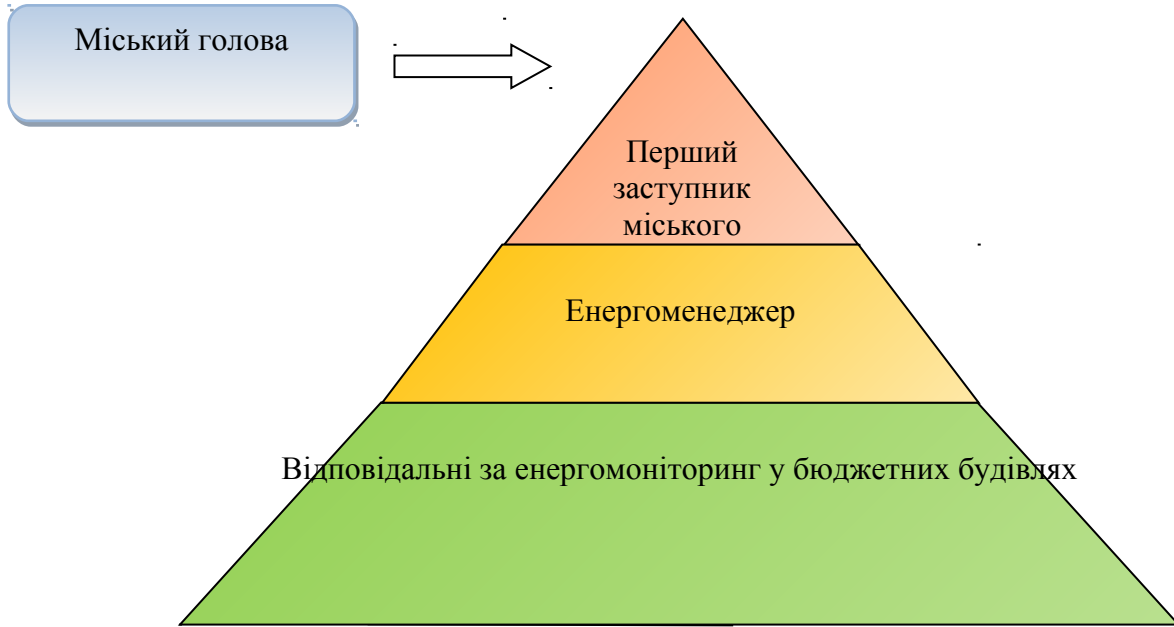 Міський голова
Перший
заступник
міського
Енергоменеджер
Відповідальні за енергомоніторинг у бюджетних будівлях